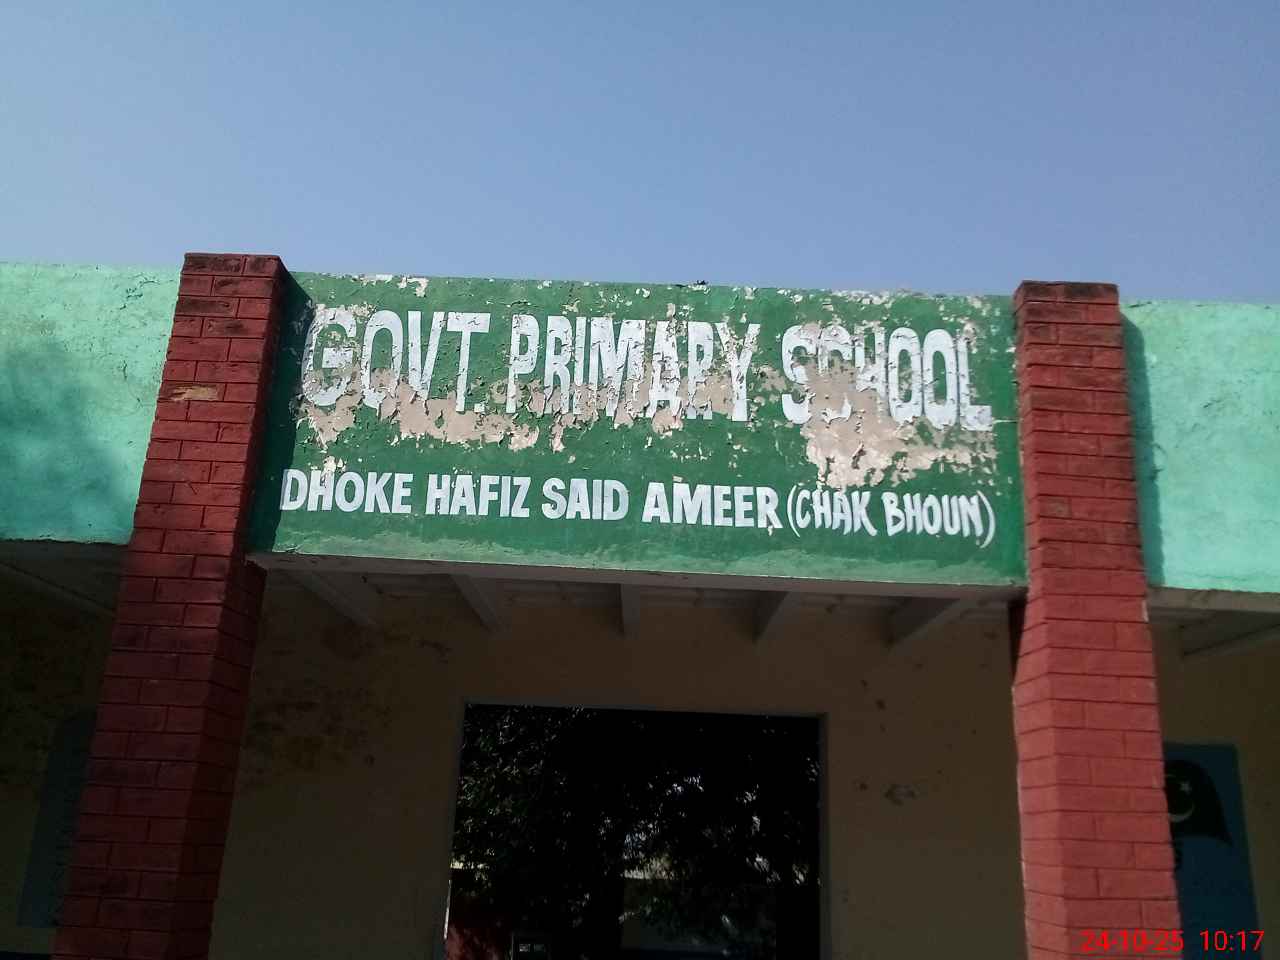 GOVT. PRIMARY SCHOOL
DHOKE HAFIZ SAID AMEER (CHAK BHOUN)
24-10-25 10:17